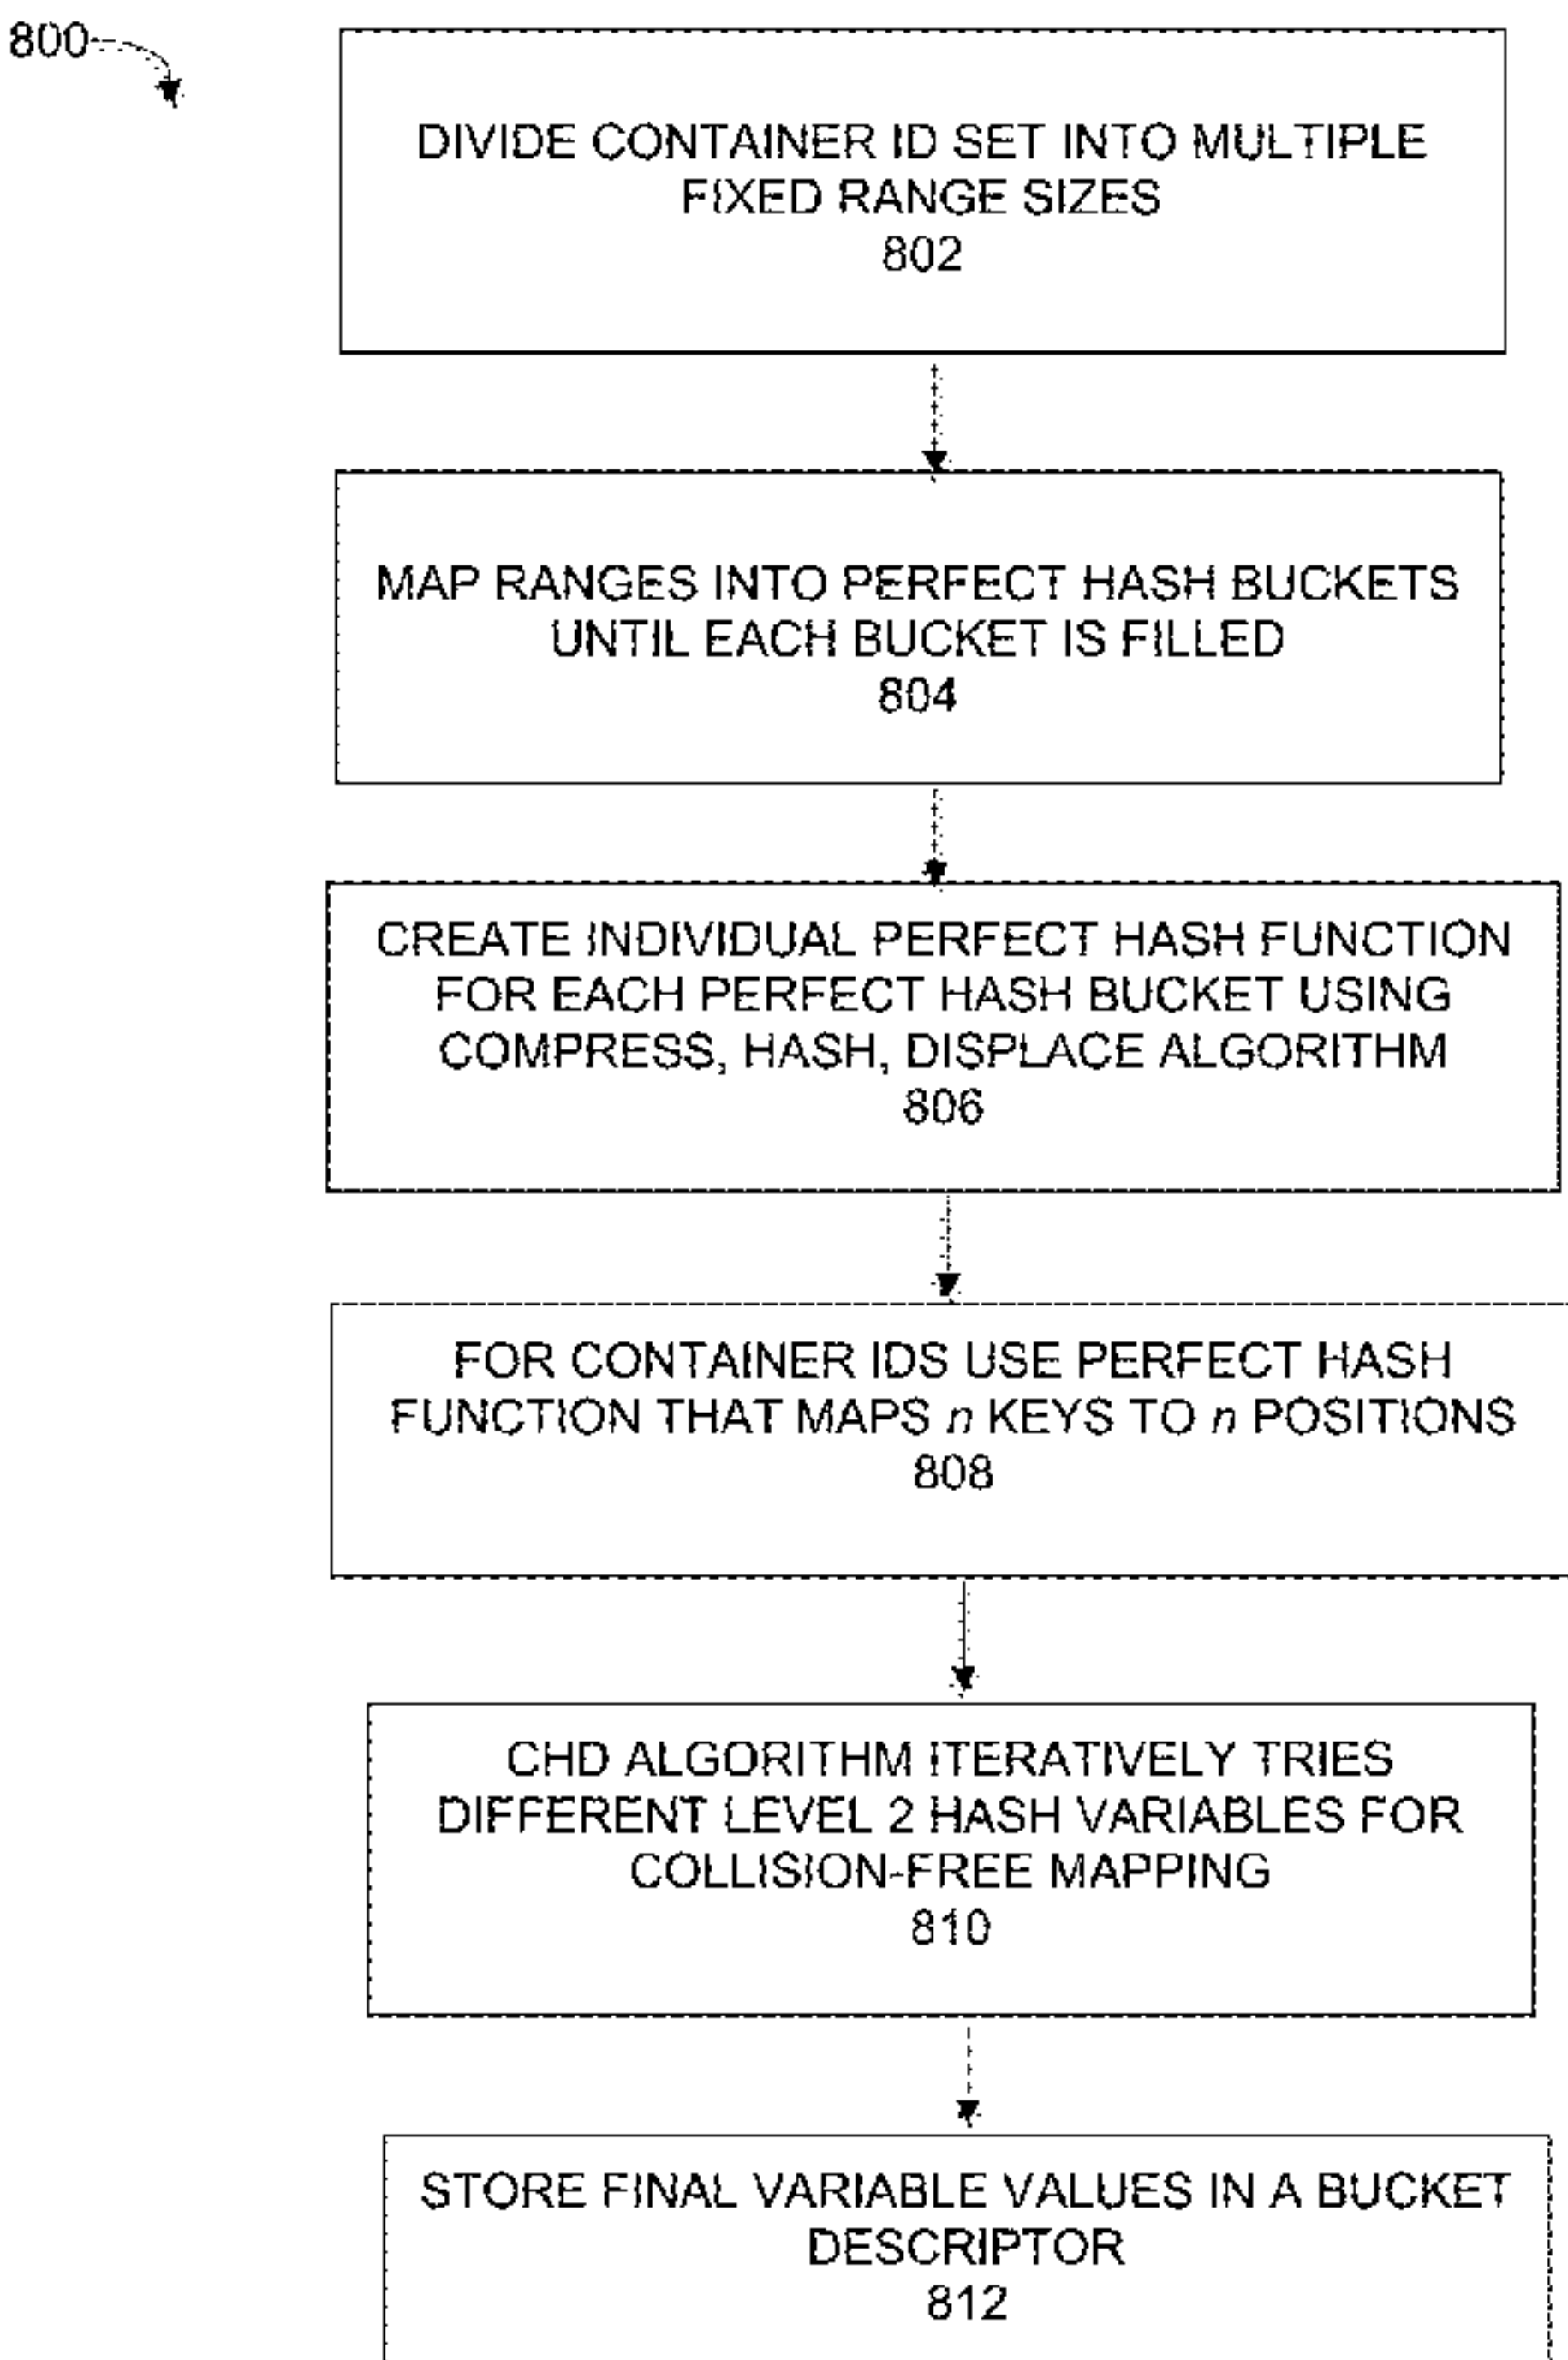 800
DIVIDE CONTAINER ID SET INTO MULTIPLE
FIXED RANGE SIZES
802
MAP RANGES INTO PERFECT HASH BUCKETS
UNTIL EACH BUCKET IS FILLED
804
CREATE INDIVIDUAL PERFECT HASH FUNCTION
FOR EACH PERFECT HASH BUCKET USING
COMPRESS, HASH, DISPLACE ALGORITHM
806
FOR CONTAINER IDS USE PERFECT HASH
FUNCTION THAT MAPS n KEYS TO n POSITIONS
808
CHD ALGORITHM ITERATIVELY TRIES
DIFFERENT LEVEL 2 HASH VARIABLES FOR
COLLISION-FREE MAPPING
810
STORE FINAL VARIABLE VALUES IN A BUCKET
DESCRIPTOR
812